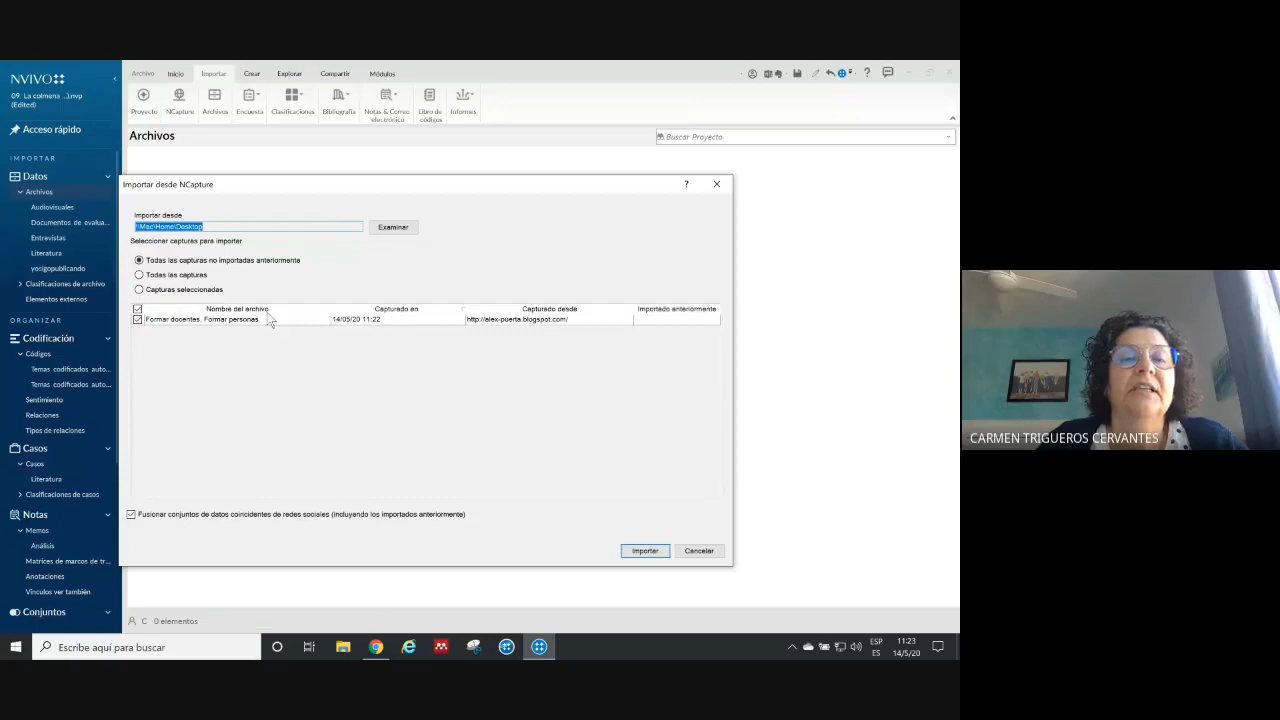 NVIVO
09. La colmena ...).nvp
(Edited)
Acceso rápido
IMPORTAR
Datos
Archivos
Audiovisuales
Documentos de evalua...
Entrevistas
Literatura
yosigopublicando
Clasificaciones de archivo
Elementos externos
ORGANIZAR
Codificación
Códigos
Temas codificados auto...
Temas codificados auto...
Sentimiento
Relaciones
Tipos de relaciones
Casos
Casos
Literatura
Clasificaciones de casos
Notas
Memos
Análisis
Matrices de marcos de tr...
Anotaciones
Vínculos ver también
Conjuntos
Archivo Inicio Importar Crear Explorar Compartir Módulos
Proyecto NCapture Archivos Encuesta Clasificaciones Bibliografía Notas & Correo electrónico Libro de códigos Informes
Archivos
Buscar Proyecto
Importar desde NCapture
Importar desde
\\Mac\Home\Desktop
Examinar
Seleccionar capturas para importar
Todas las capturas no importadas anteriormente
Todas las capturas
Capturas seleccionadas
Nombre del archivo Capturado en Capturado desde Importado anteriormente
Formar docentes, Formar personas 14/05/20 11:22 http://alex-puerta.blogspot.com/
Fusionar conjuntos de datos coincidentes de redes sociales (incluyendo los importados anteriormente)
Importar Cancelar
C 0 elementos
Escribe aquí para buscar
ESP
ES
11:23
14/5/20
CARMEN TRIGUEROS CERVANTES